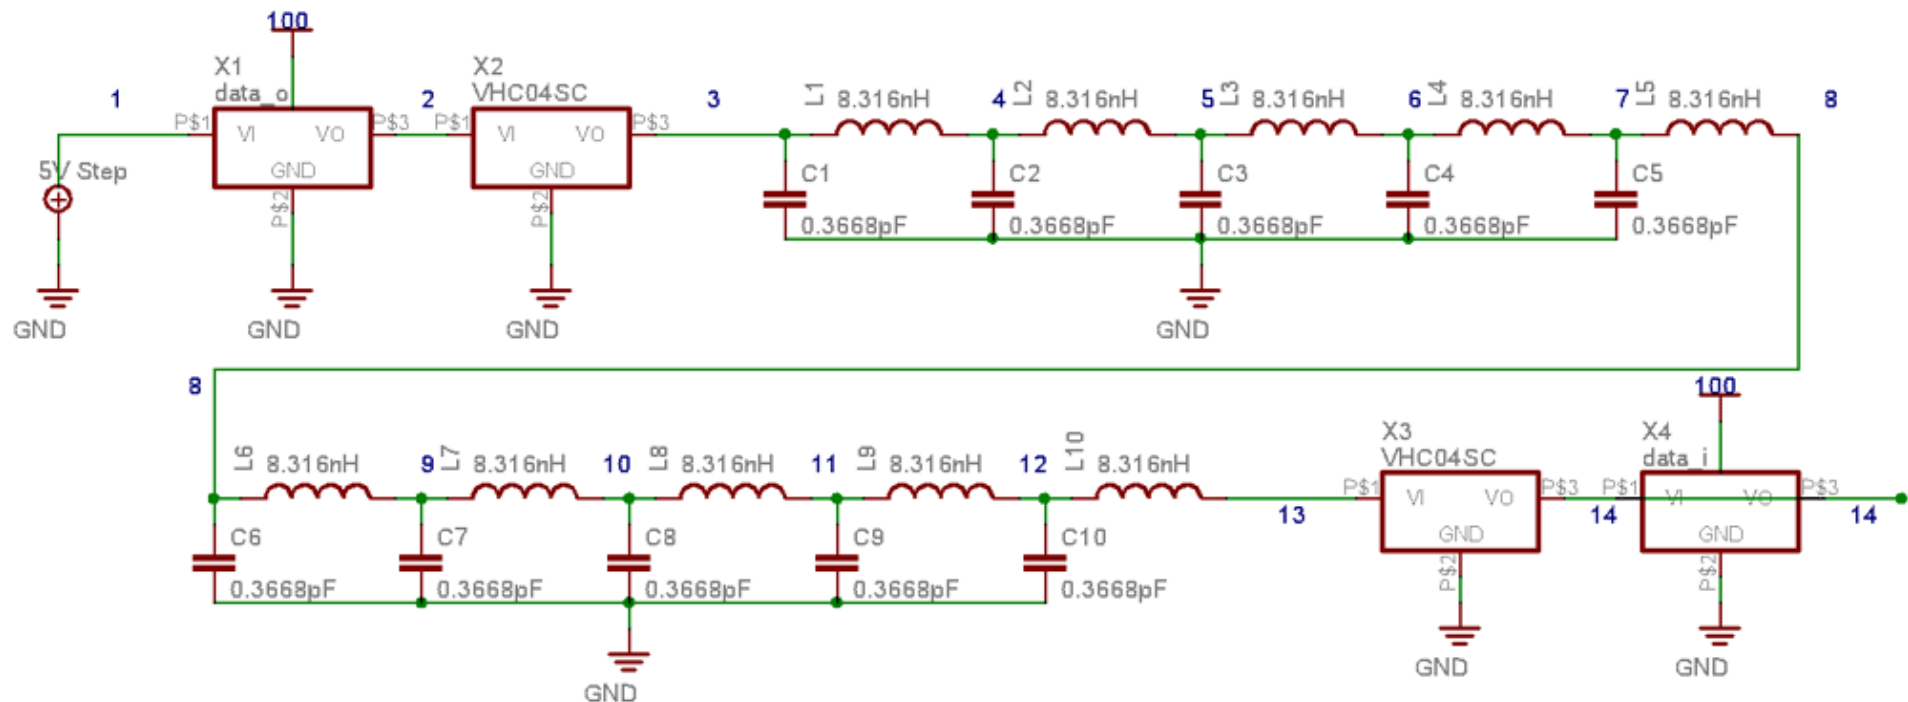 100
X1
data_o
X2
VHC04SC
1
2
3
L1
8.316nH
4
L2
8.316nH
5
L3
8.316nH
6
L4
8.316nH
7
L5
8.316nH
8
P$1
VI
VO
P$3
P$1
VI
VO
P$3
5V Step
GND
GND
P$2
P$2
C1
C2
C3
C4
C5
0.3668pF
0.3668pF
0.3668pF
0.3668pF
0.3668pF
GND
GND
GND
GND
8
100
L6
8.316nH
9
L7
8.316nH
10
L8
8.316nH
11
L9
8.316nH
12
L10
8.316nH
X3
VHC04SC
X4
data_i
P$1
VI
VO
P$3
P$1
VI
VO
P$3
13
14
14
C6
C7
C8
C9
C10
GND
GND
P$2
P$2
0.3668pF
0.3668pF
0.3668pF
0.3668pF
0.3668pF
GND
GND
GND